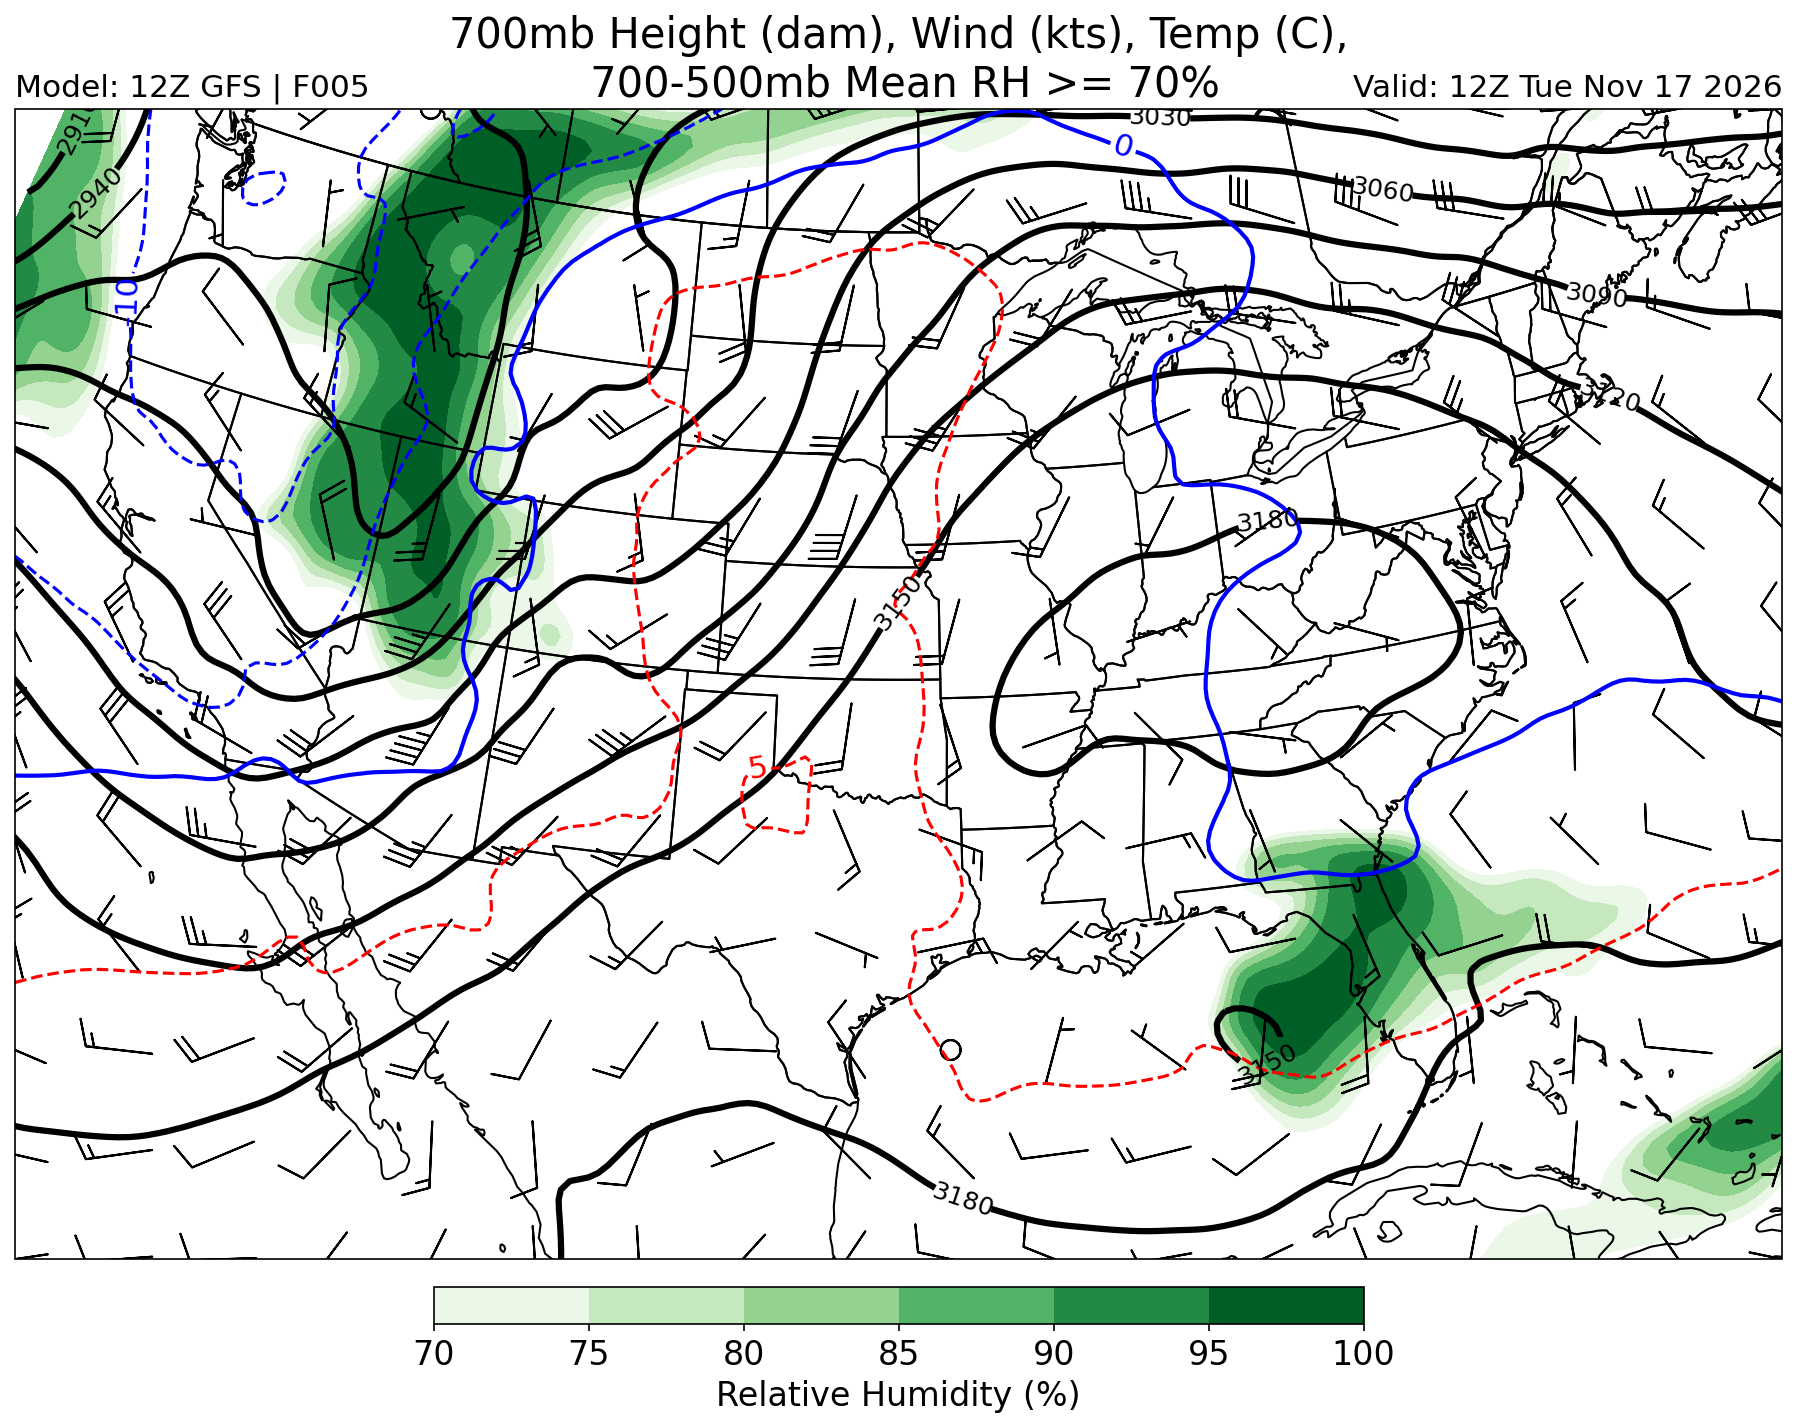 700mb Height (dam), Wind (kts), Temp (C),
Model: 12Z GFS | F005
700-500mb Mean RH >= 70%
Valid: 12Z Tue Nov 17 2026
2910
3030
0
2940
3060
-10
3090
3120
3180
3150
5
3150
3180
70 75 80 85 90 95 100
Relative Humidity (%)